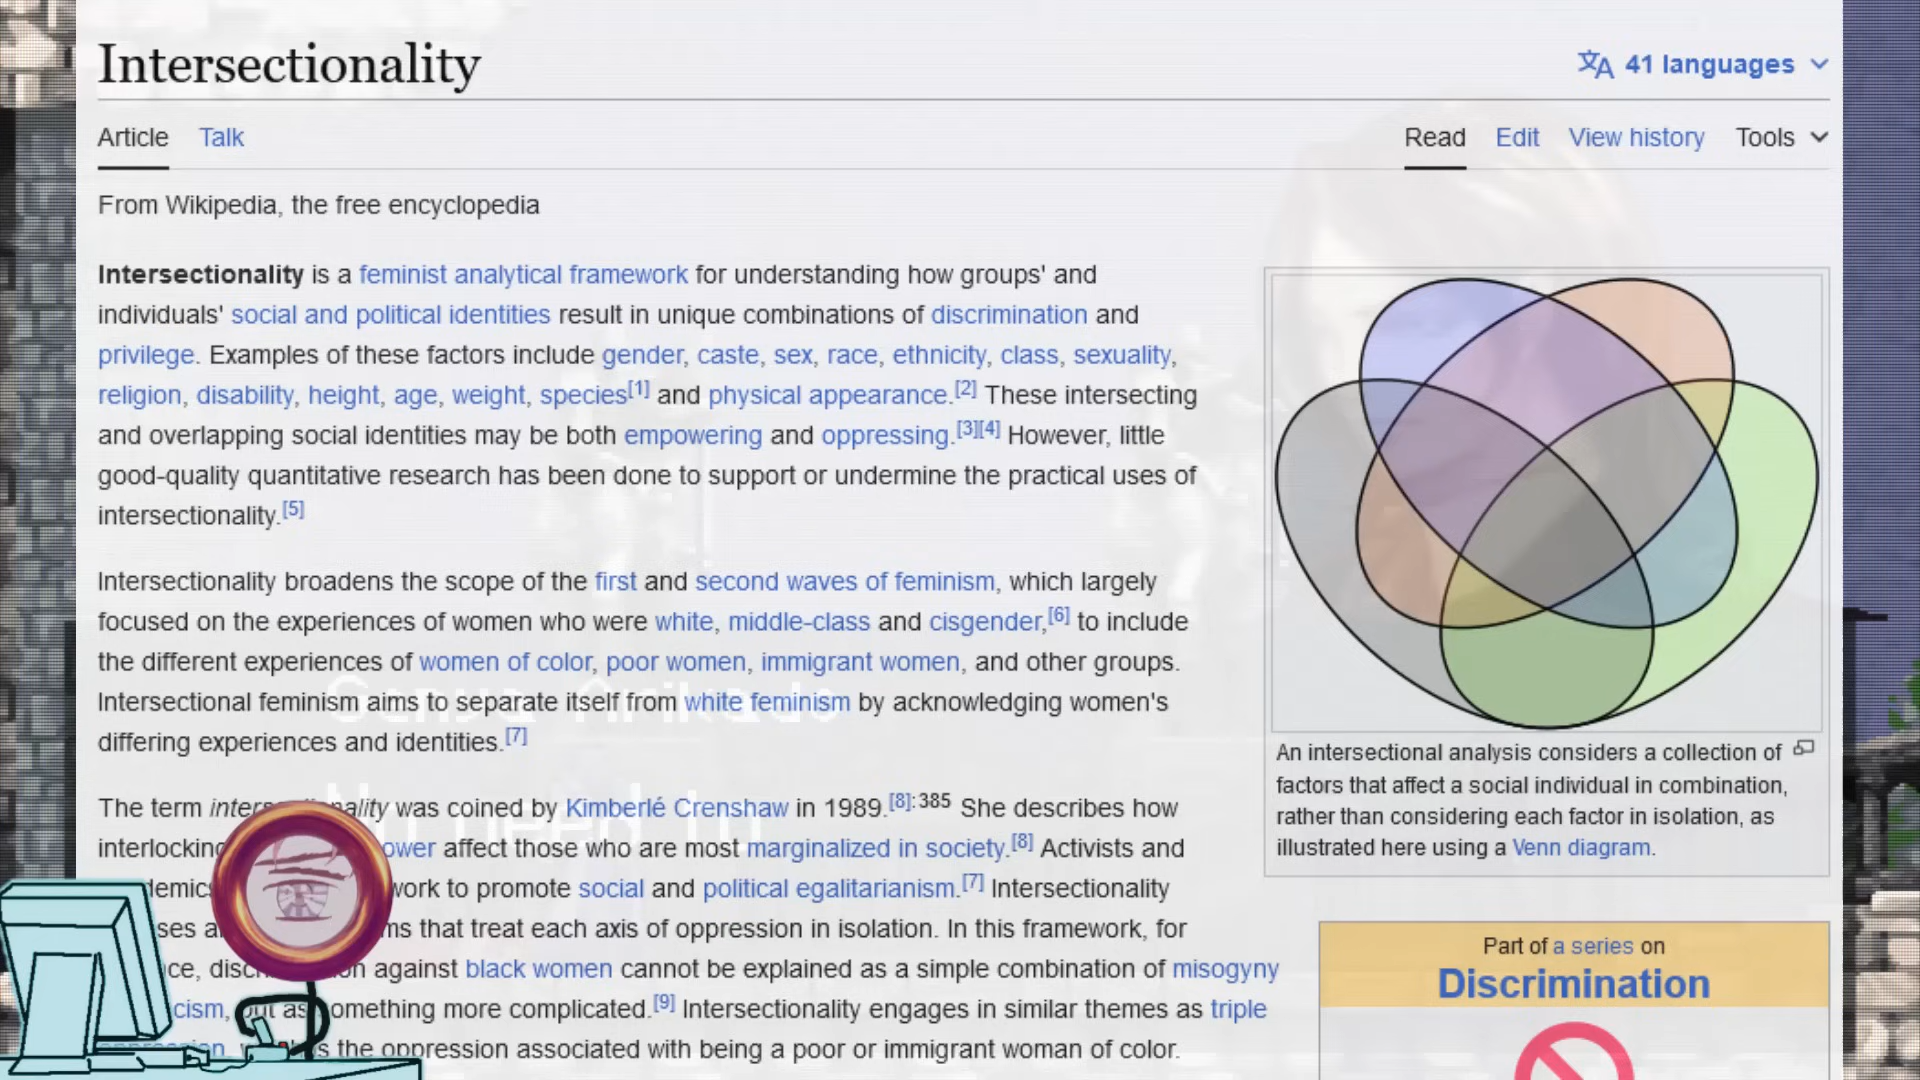 Intersectionality
41 languages
Article Talk
Read Edit View history Tools
From Wikipedia, the free encyclopedia
Intersectionality is a feminist analytical framework for understanding how groups' and
individuals' social and political identities result in unique combinations of discrimination and
privilege. Examples of these factors include gender, caste, sex, race, ethnicity, class, sexuality,
religion, disability, height, age, weight, species[1] and physical appearance.[2] These intersecting
and overlapping social identities may be both empowering and oppressing.[3][4] However, little
good-quality quantitative research has been done to support or undermine the practical uses of
intersectionality.[5]
Intersectionality broadens the scope of the first and second waves of feminism, which largely
focused on the experiences of women who were white, middle-class and cisgender,[6] to include
the different experiences of women of color, poor women, immigrant women, and other groups.
Intersectional feminism aims to separate itself from white feminism by acknowledging women's
differing experiences and identities.[7]
The term was coined by Kimberlé Crenshaw in 1989.[8]:385 She describes how
affect those who are most marginalized in society.[8] Activists and
work to promote social and political egalitarianism.[7] Intersectionality
that treat each axis of oppression in isolation. In this framework, for
against black women cannot be explained as a simple combination of misogyny
but as something more complicated.[9] Intersectionality engages in similar themes as triple
the oppression associated with being a poor or immigrant woman of color.
An intersectional analysis considers a collection of
factors that affect a social individual in combination,
rather than considering each factor in isolation, as
illustrated here using a Venn diagram.
Part of a series on
Discrimination
Genya Arikado
No need to